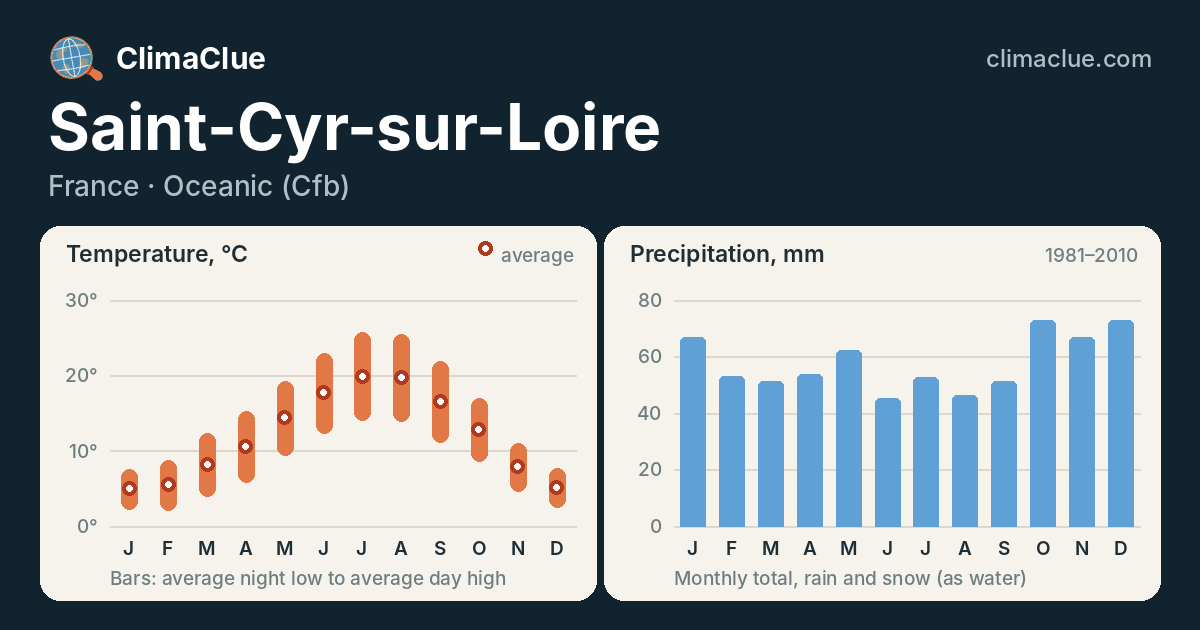 ClimaClue
climaclue.com
Saint-Cyr-sur-Loire
France · Oceanic (Cfb)
Temperature, °C
average
30°
20°
10°
0°
J F M A M J J A S O N D
Bars: average night low to average day high
Precipitation, mm
1981–2010
80
60
40
20
0
J F M A M J J A S O N D
Monthly total, rain and snow (as water)